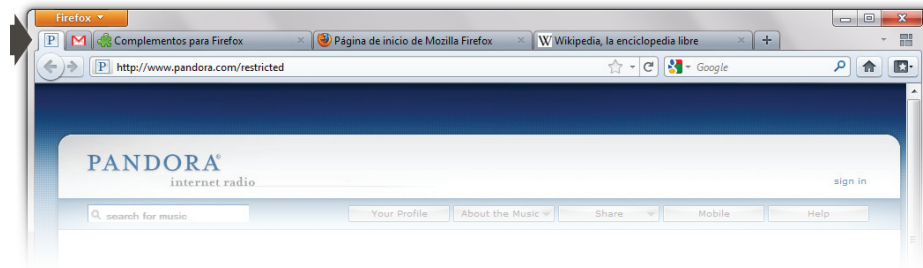 Firefox
P M Complementos para Firefox × Página de inicio de Mozilla Firefox × W Wikipedia, la enciclopedia libre × +
P http://www.pandora.com/restricted Google
PANDORA®
internet radio
sign in
search for music Your Profile About the Music Share Mobile Help